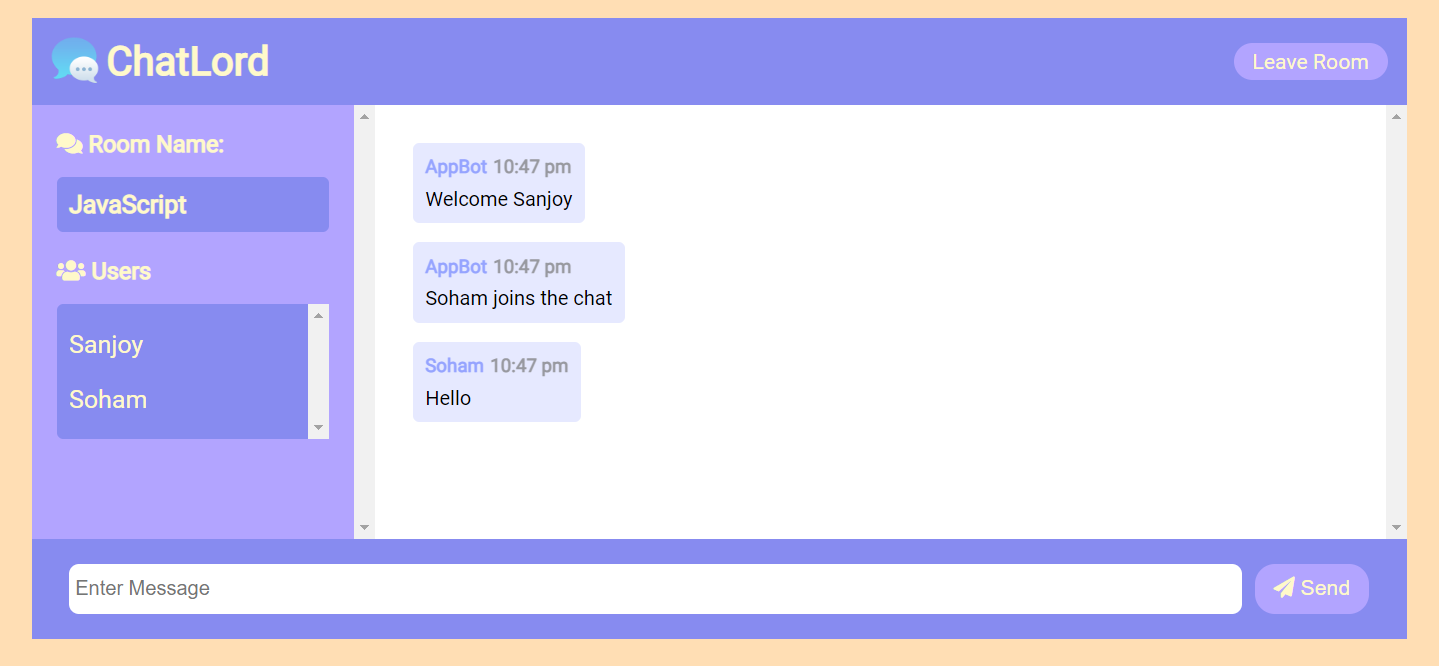 ChatLord
Leave Room
Room Name:
JavaScript
Users
Sanjoy
Soham
AppBot 10:47 pm
Welcome Sanjoy
AppBot 10:47 pm
Soham joins the chat
Soham 10:47 pm
Hello
Enter Message
Send